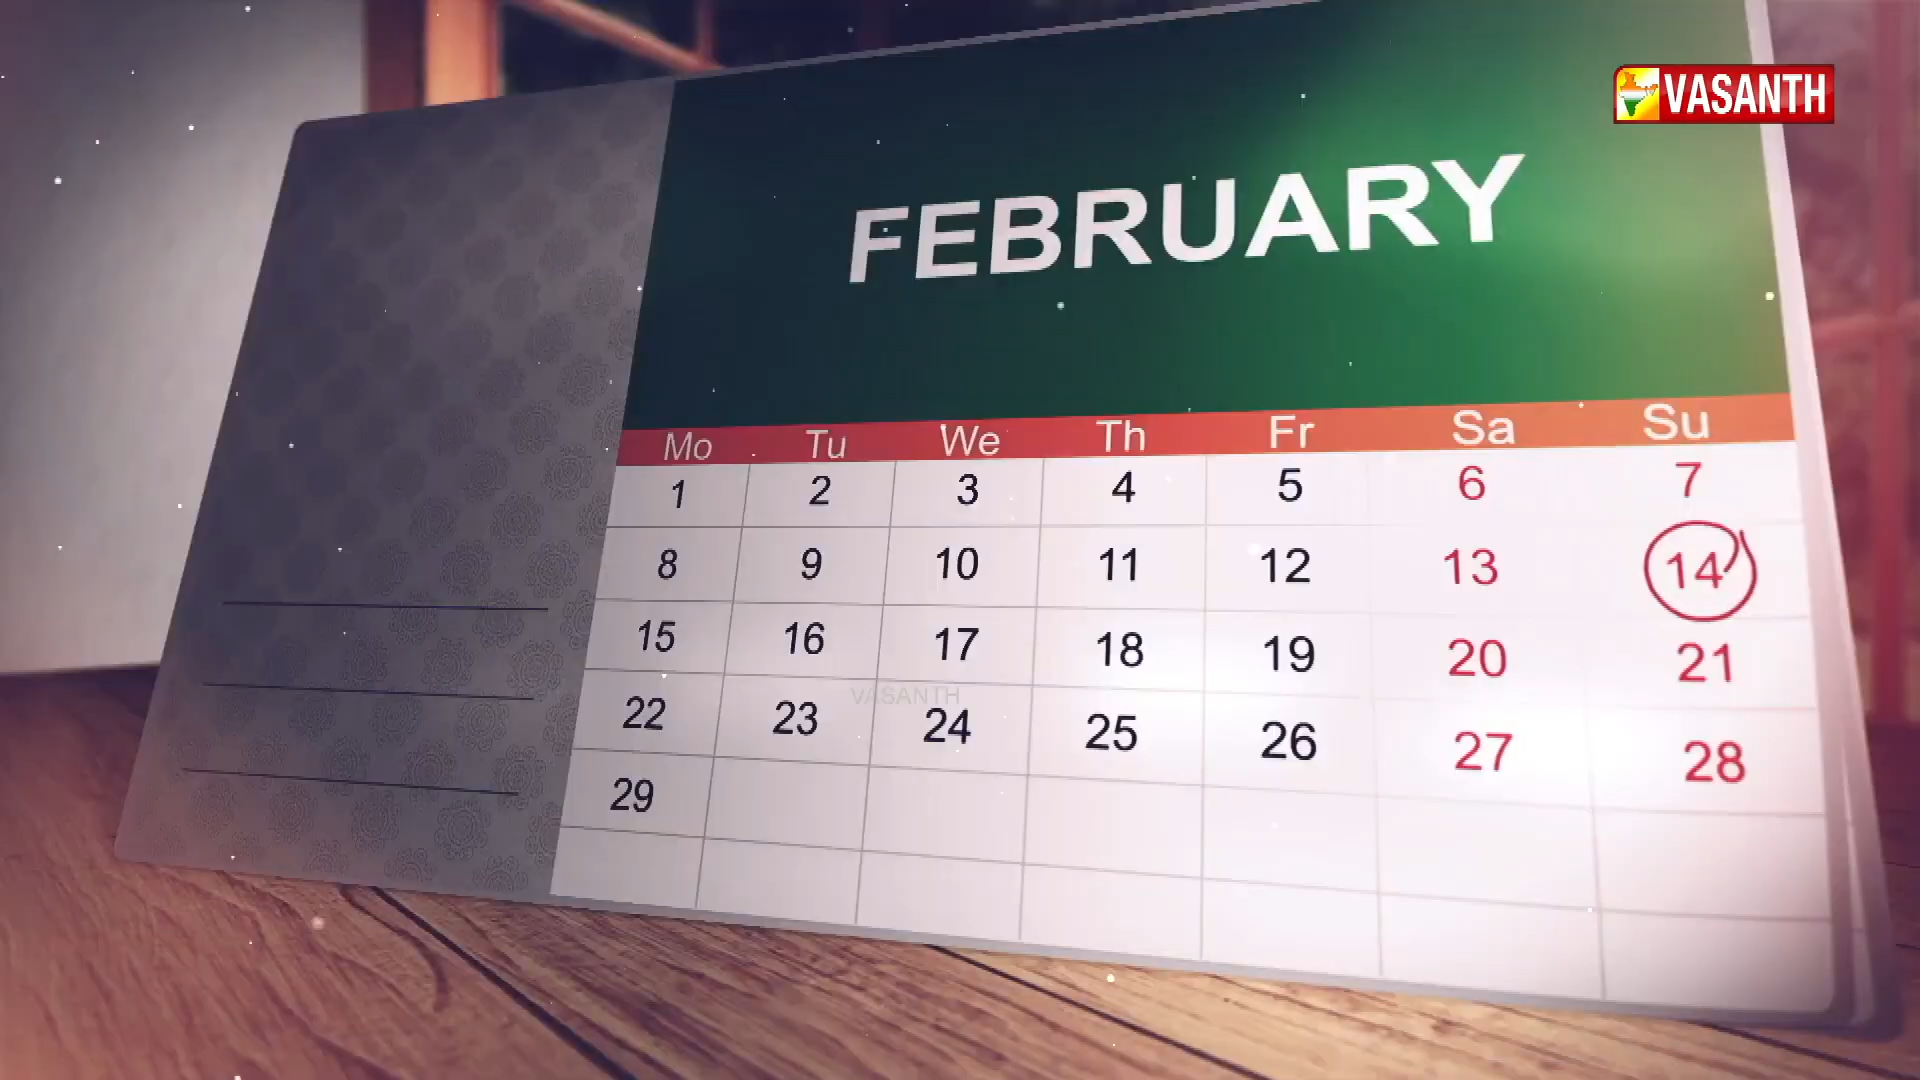 VASANTH
FEBRUARY
Mo Tu We Th Fr Sa Su
1 2 3 4 5 6 7
8 9 10 11 12 13 14
15 16 17 18 19 20 21
VASANTH
22 23 24 25 26 27 28
29